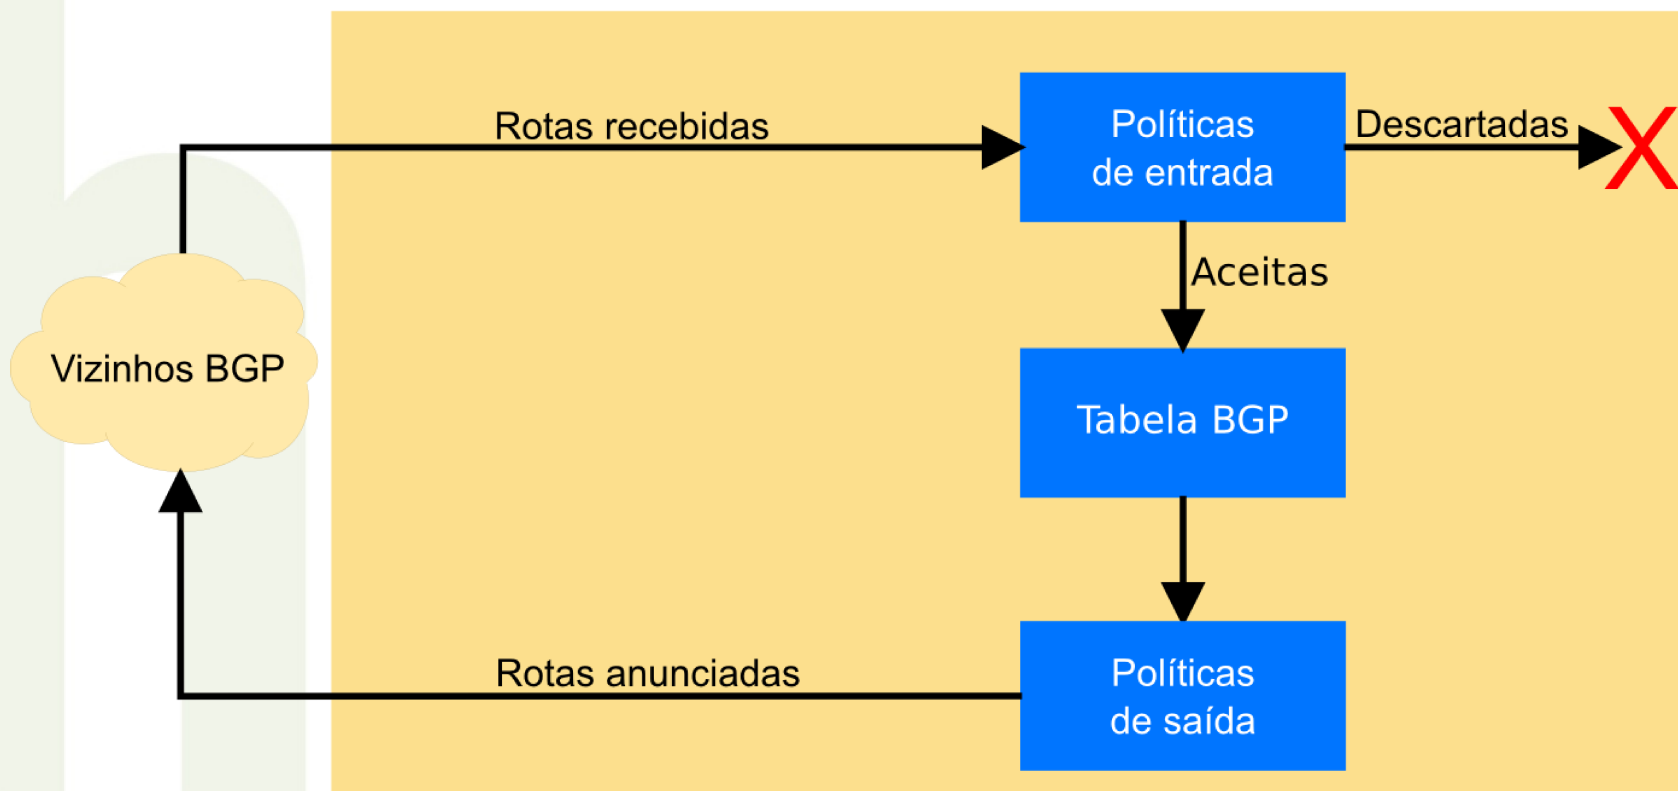 Rotas recebidas
Políticas
de entrada
Descartadas
X
Aceitas
Vizinhos BGP
Tabela BGP
Rotas anunciadas
Políticas
de saída